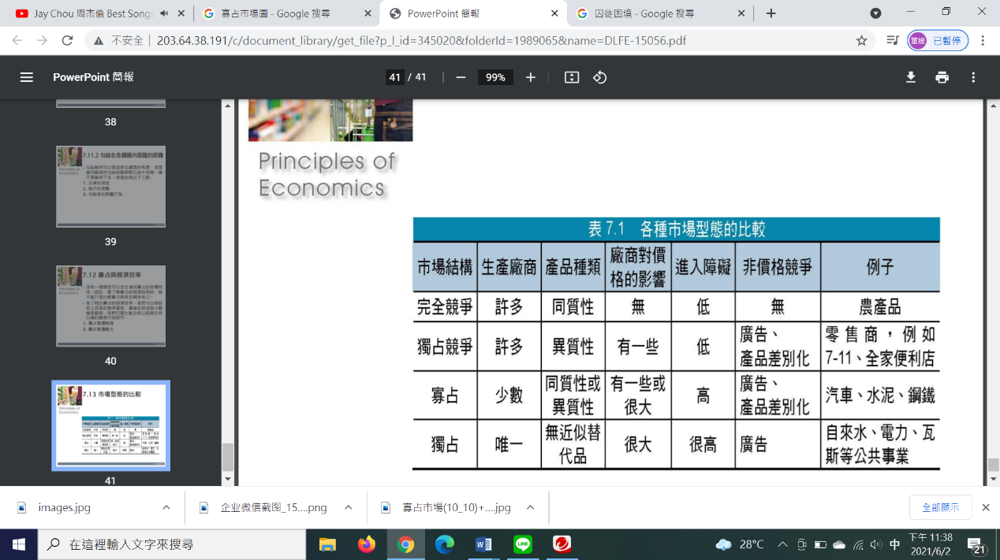 Jay Chou 周杰倫 Best Songs
寡占市場圖 - Google 搜尋
PowerPoint 簡報
囚徒困境 - Google 搜尋
不安全
203.64.38.191/c/document_library/get_file?p_l_id=345020&folderId=1989065&name=DLFE-15056.pdf
已暫停
PowerPoint 簡報
41 / 41
99%
38
7.11.2 勾結在各國國內面臨的困難
Principles of
Economics
1. 法律的規定
2. 執行的困難
39
7.12 寡占與經濟效率
Principles of
Economics
40
7.13 市場型態的比較
Principles of
Economics
41
Principles of
Economics
表 7.1 各種市場型態的比較
市場結構 生產廠商 產品種類 廠商對價格的影響 進入障礙 非價格競爭 例子
完全競爭 許多 同質性 無 低 無 農產品
獨占競爭 許多 異質性 有一些 低 廣告、產品差別化 零售商，例如7-11、全家便利店
寡占 少數 同質性或異質性 有一些或很大 高 廣告、產品差別化 汽車、水泥、鋼鐵
獨占 唯一 無近似替代品 很大 很高 廣告 自來水、電力、瓦斯等公共事業
images.jpg
企业微信截图_15....png
寡占市場(10_10)+....jpg
全部顯示
在這裡輸入文字來搜尋
28°C
中
下午 11:38
2021/6/2
21